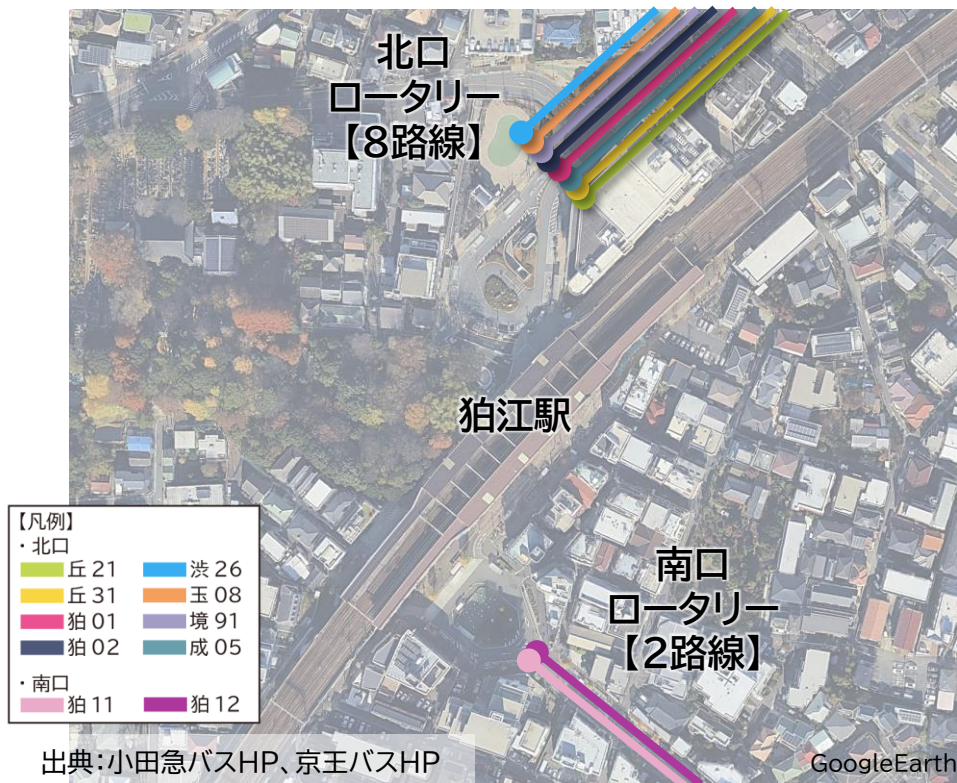 北口
ロータリー
【8路線】
狛江駅
南口
ロータリー
【2路線】
【凡例】
・北口
丘21 渋26
丘31 玉08
狛01 境91
狛02 成05
・南口
狛11 狛12
出典：小田急バスHP、京王バスHP
GoogleEarth